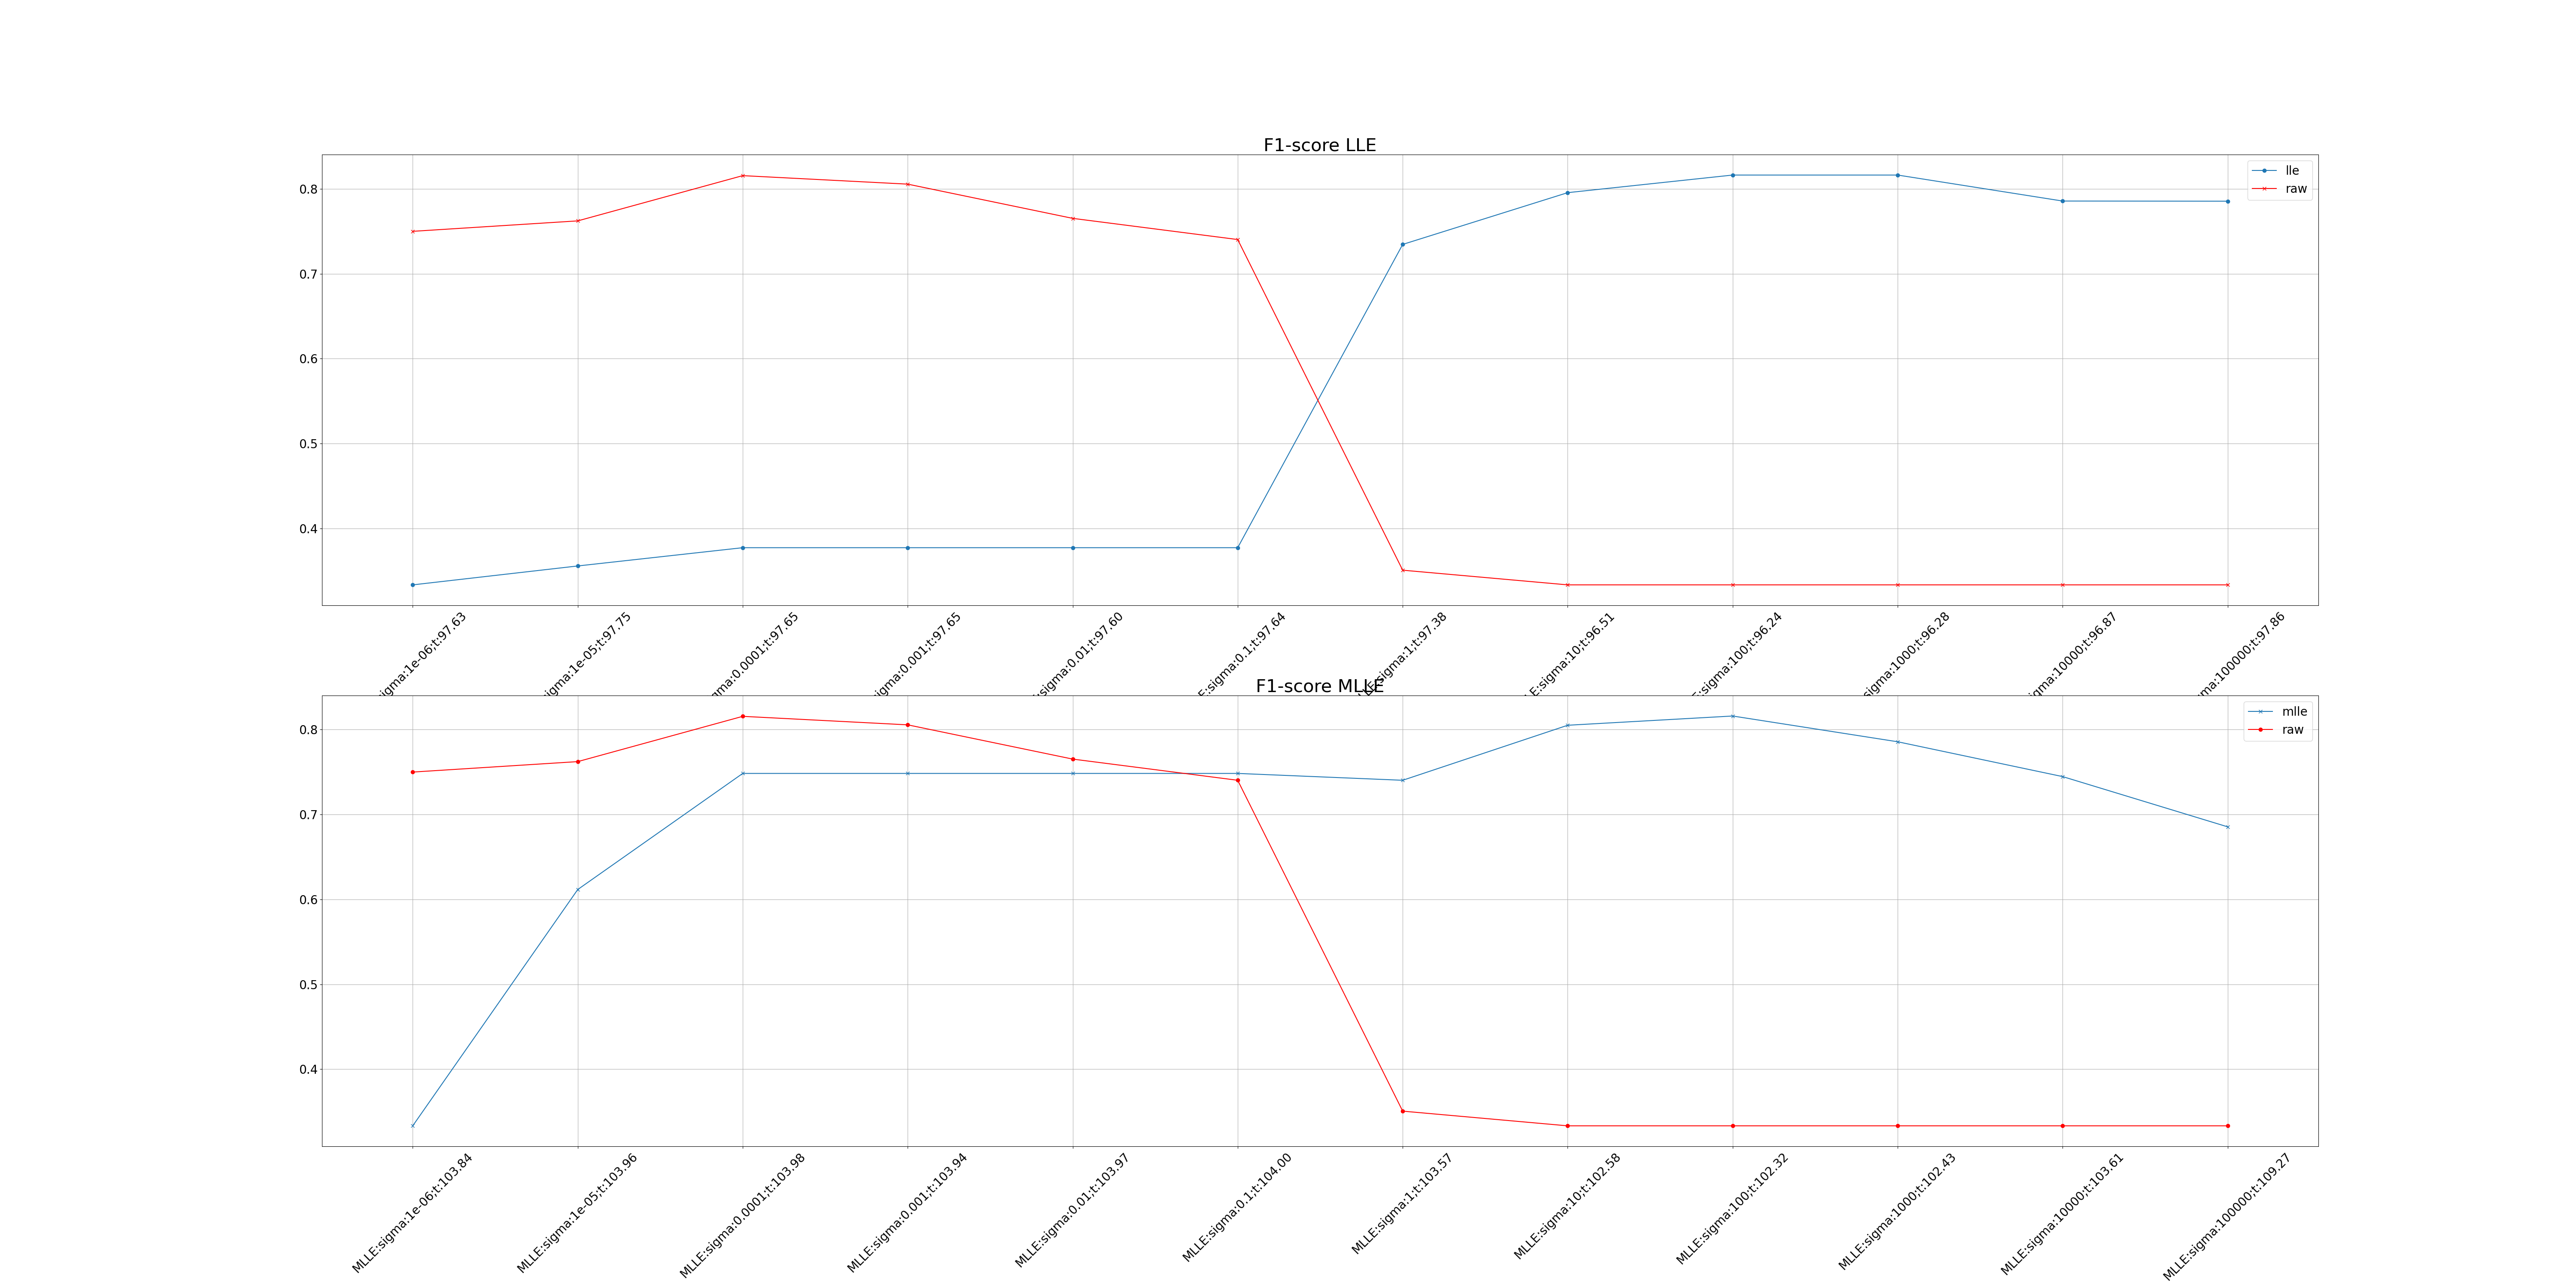 F1-score LLE
lle
raw
0.8
0.7
0.6
0.5
0.4
sigma:1e-06;t:97.63
sigma:1e-05;t:97.75
sigma:0.0001;t:97.65
sigma:0.001;t:97.65
:sigma:0.01;t:97.60
E:sigma:0.1;t:97.64
sigma:1;t:97.38
LE:sigma:10;t:96.51
E:sigma:100;t:96.24
sigma:1000;t:96.28
sigma:10000;t:96.87
gma:100000;t:97.86
F1-score MLLE
mlle
raw
0.8
0.7
0.6
0.5
0.4
MLLE:sigma:1e-06;t:103.84
MLLE:sigma:1e-05;t:103.96
MLLE:sigma:0.0001;t:103.98
MLLE:sigma:0.001;t:103.94
MLLE:sigma:0.01;t:103.97
MLLE:sigma:0.1;t:104.00
MLLE:sigma:1;t:103.57
MLLE:sigma:10;t:102.58
MLLE:sigma:100;t:102.32
MLLE:sigma:1000;t:102.43
MLLE:sigma:10000;t:103.61
MLLE:sigma:100000;t:109.27